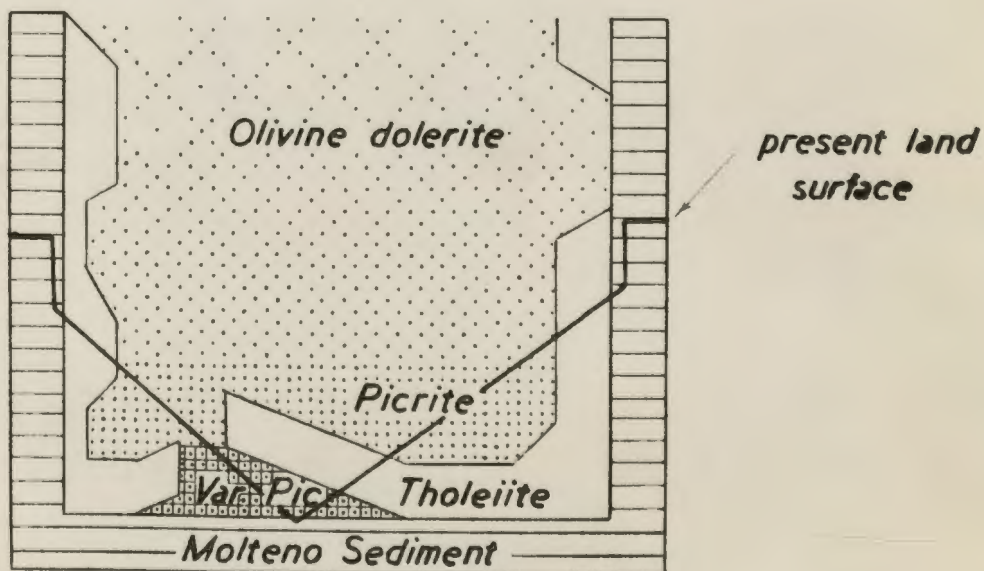 Olivine dolerite
present land
surface
Picrite
Var Pic
Tholeiite
Molteno Sediment